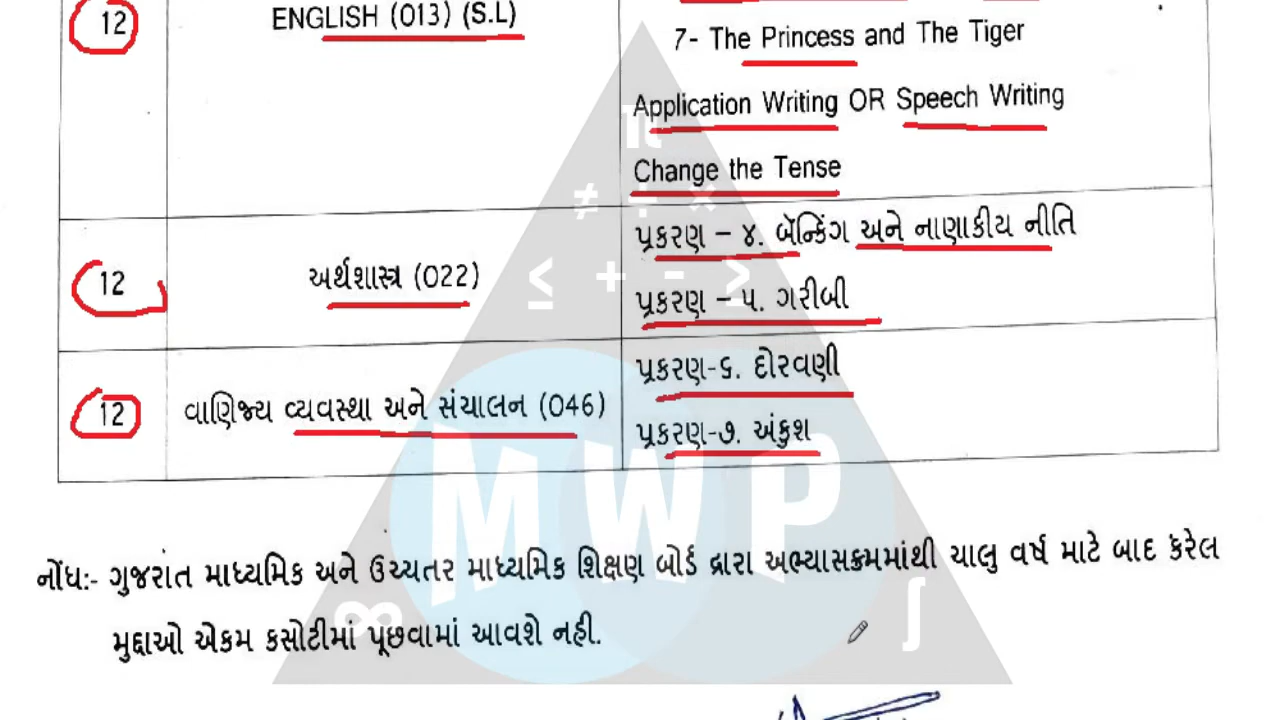 12
ENGLISH (013) (S.L)
7- The Princess and The Tiger
Application Writing OR Speech Writing
Change the Tense
12
અર્થશાસ્ત્ર (022)
પ્રકરણ – ૪. બૅન્કિંગ અને નાણાકીય નીતિ
પ્રકરણ – ૫. ગરીબી
12
વાણિજ્ય વ્યવસ્થા અને સંચાલન (046)
પ્રકરણ-૬. દોરવણી
પ્રકરણ-૭. અંકુશ
નોંધઃ- ગુજરાત માધ્યમિક અને ઉચ્ચતર માધ્યમિક શિક્ષણ બોર્ડ દ્રારા અભ્યાસક્રમમાંથી ચાલુ વર્ષ માટે બાદ કરેલ
મુદ્દાઓ એકમ કસોટીમાં પૂછવામાં આવશે નહી.
π
≠ ÷ ×
≤ + - ≥
MWP
∞ ∫